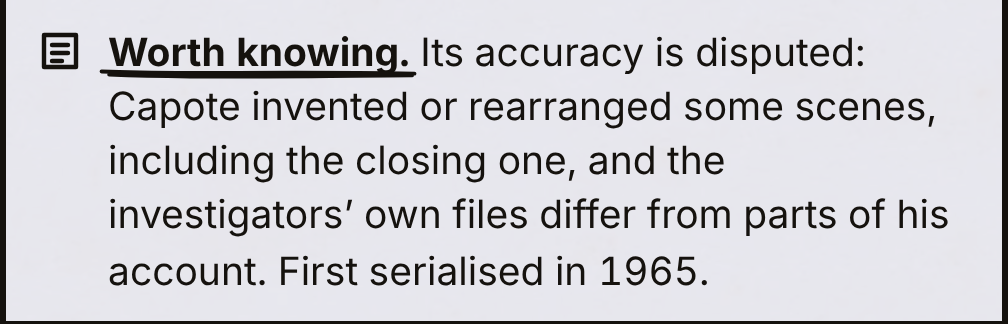 Worth knowing. Its accuracy is disputed:
Capote invented or rearranged some scenes,
including the closing one, and the
investigators’ own files differ from parts of his
account. First serialised in 1965.